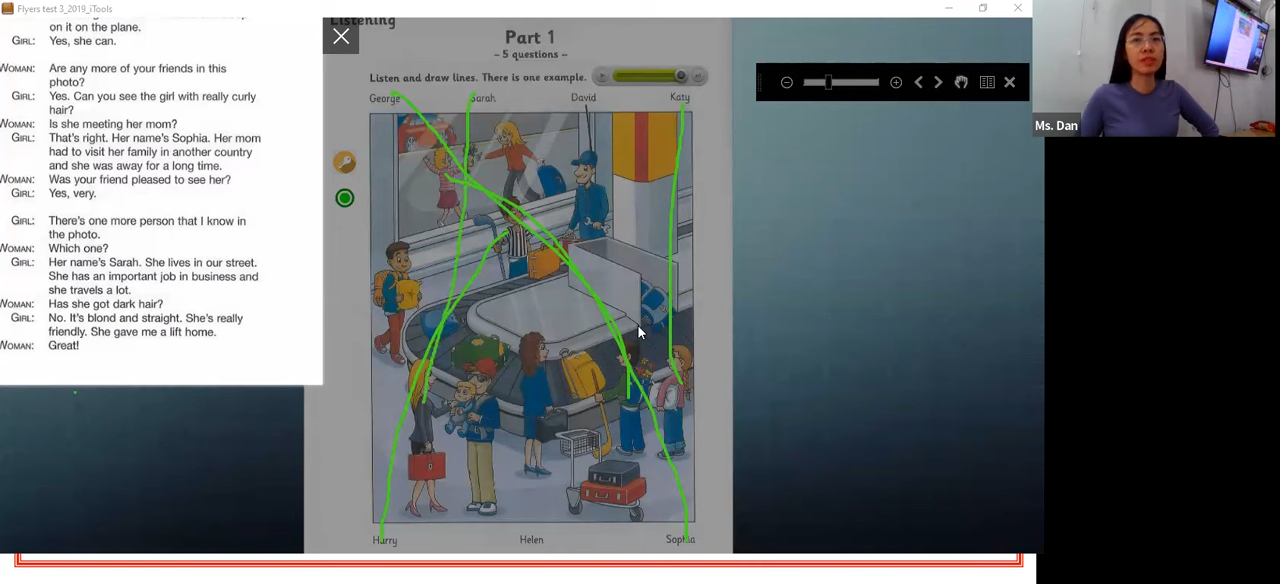 Flyers test 3_2019_iTools
on it on the plane.
GIRL: Yes, she can.
WOMAN: Are any more of your friends in this
photo?
GIRL: Yes. Can you see the girl with really curly
hair?
WOMAN: Is she meeting her mom?
GIRL: That's right. Her name's Sophia. Her mom
had to visit her family in another country
and she was away for a long time.
WOMAN: Was your friend pleased to see her?
GIRL: Yes, very.
GIRL: There's one more person that I know in
the photo.
WOMAN: Which one?
GIRL: Her name's Sarah. She lives in our street.
She has an important job in business and
she travels a lot.
WOMAN: Has she got dark hair?
GIRL: No. It's blond and straight. She's really
friendly. She gave me a lift home.
WOMAN: Great!
Listening
Part 1
– 5 questions –
Listen and draw lines. There is one example.
George Sarah David Katy
Harry Helen Sophia
Ms. Dan